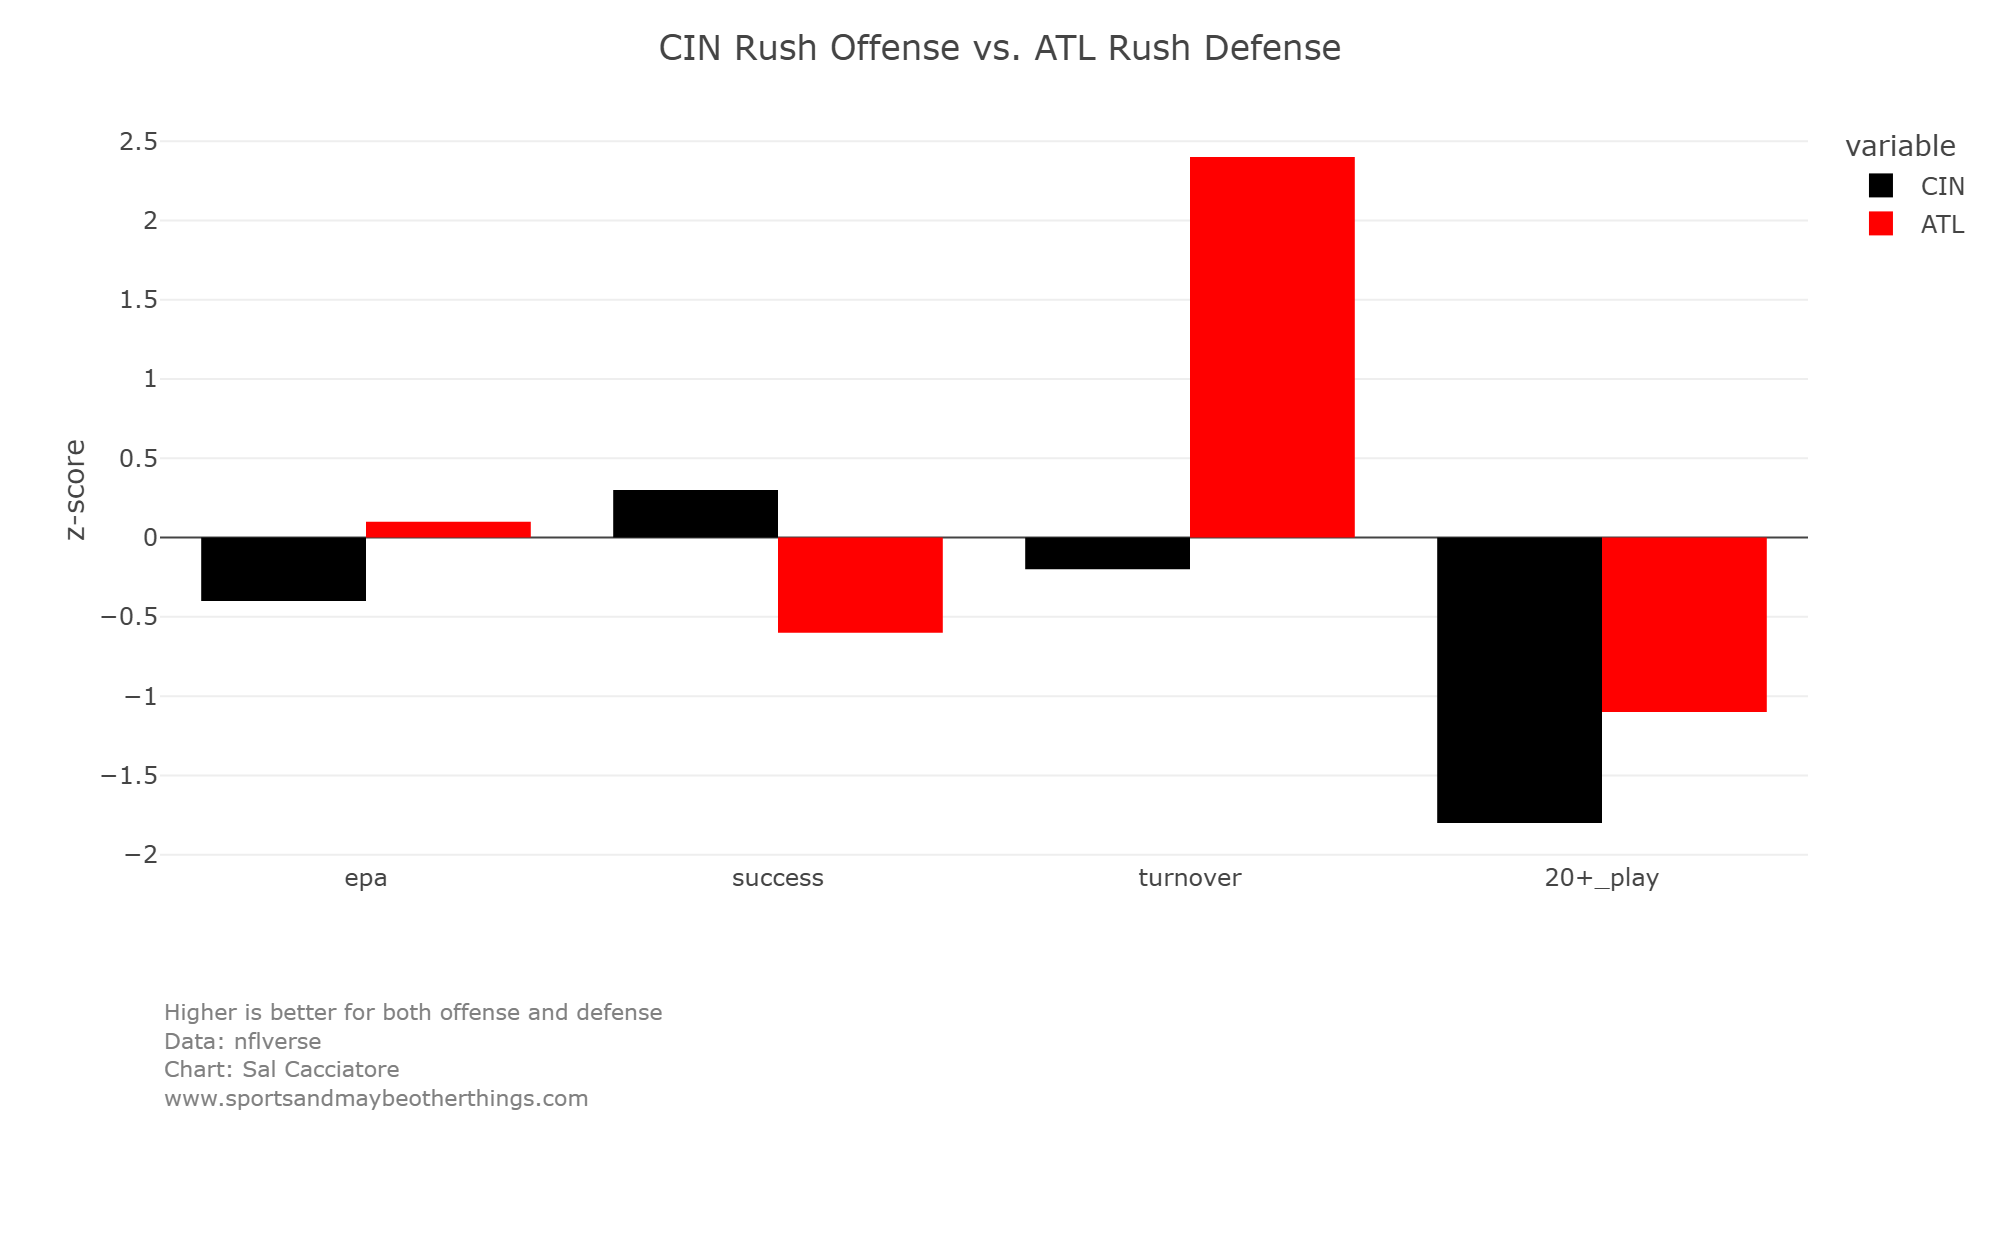 CIN Rush Offense vs. ATL Rush Defense
variable
CIN
ATL
z-score
2.5
2
1.5
1
0.5
0
−0.5
−1
−1.5
−2
epa
success
turnover
20+_play
Higher is better for both offense and defense
Data: nflverse
Chart: Sal Cacciatore
www.sportsandmaybeotherthings.com